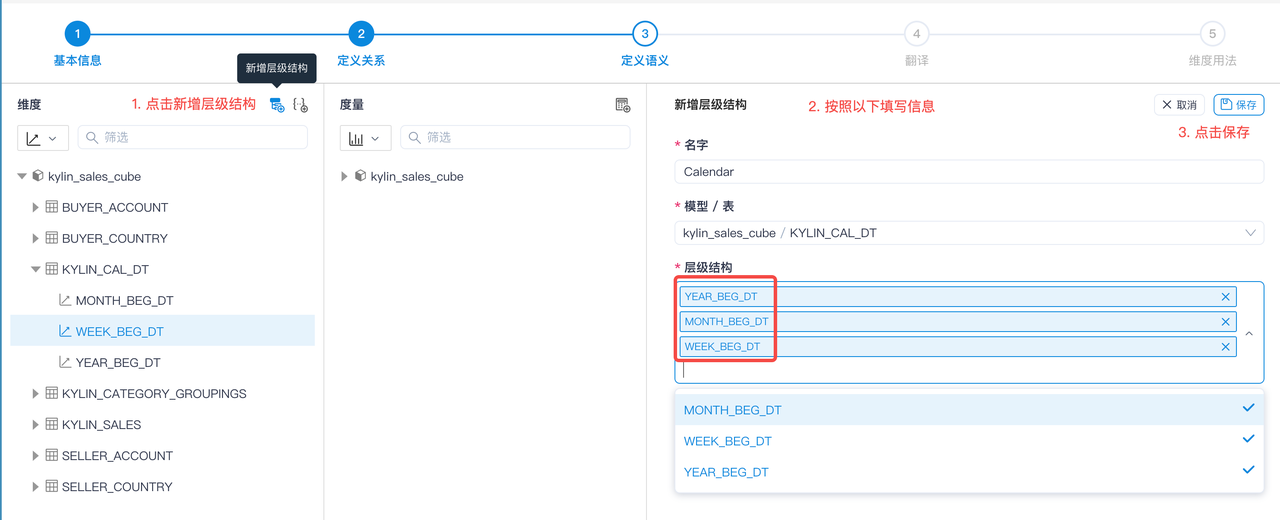 1
2
3
4
5
基本信息
定义关系
定义语义
翻译
维度用法
新增层级结构
维度
1. 点击新增层级结构
度量
新增层级结构
2. 按照以下填写信息
取消
保存
3. 点击保存
筛选
筛选
* 名字
Calendar
kylin_sales_cube
kylin_sales_cube
* 模型 / 表
BUYER_ACCOUNT
kylin_sales_cube / KYLIN_CAL_DT
BUYER_COUNTRY
* 层级结构
KYLIN_CAL_DT
YEAR_BEG_DT
MONTH_BEG_DT
MONTH_BEG_DT
WEEK_BEG_DT
WEEK_BEG_DT
YEAR_BEG_DT
KYLIN_CATEGORY_GROUPINGS
MONTH_BEG_DT
KYLIN_SALES
WEEK_BEG_DT
SELLER_ACCOUNT
YEAR_BEG_DT
SELLER_COUNTRY